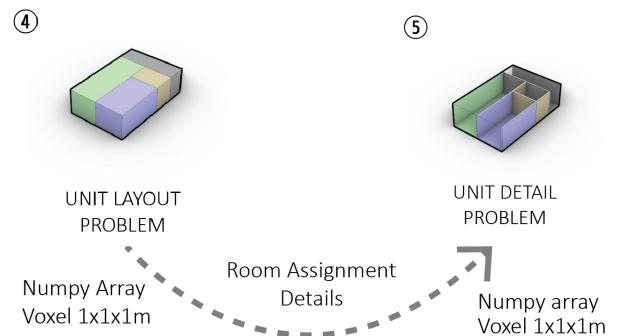 ④
⑤
UNIT LAYOUT
PROBLEM
UNIT DETAIL
PROBLEM
Room Assignment
Details
Numpy Array
Voxel 1x1x1m
Numpy array
Voxel 1x1x1m